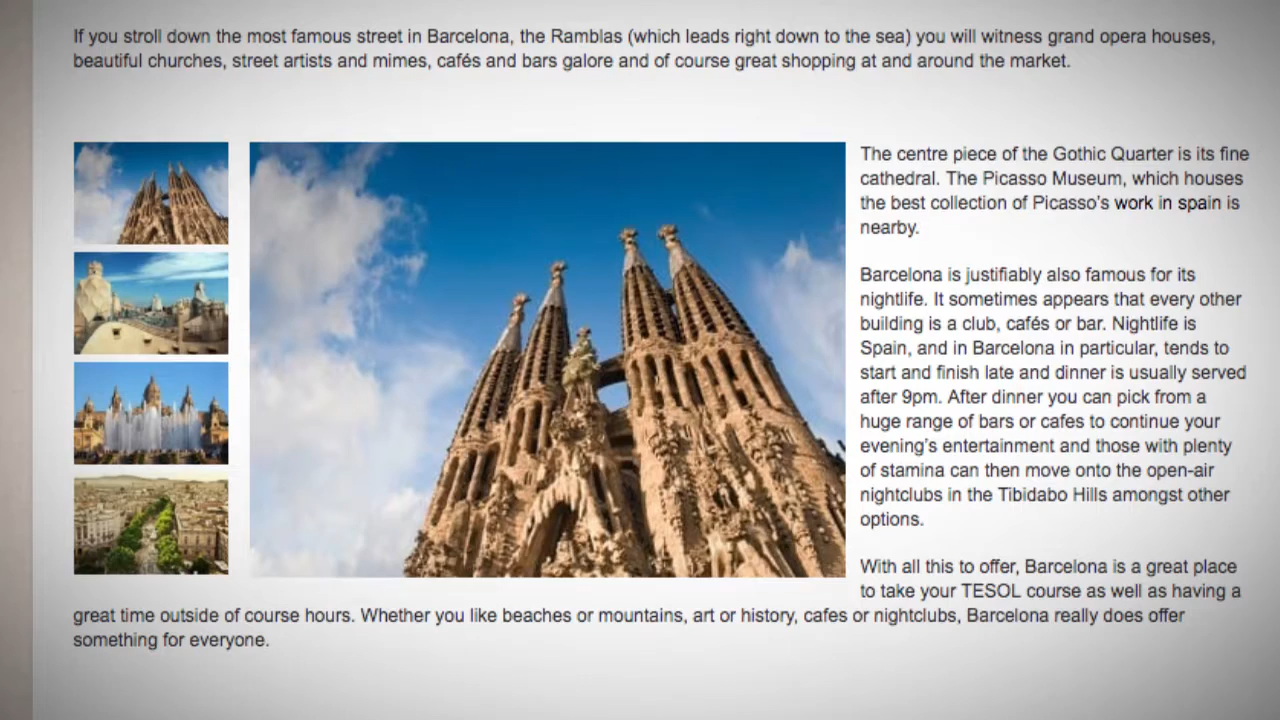 If you stroll down the most famous street in Barcelona, the Ramblas (which leads right down to the sea) you will witness grand opera houses,
beautiful churches, street artists and mimes, cafés and bars galore and of course great shopping at and around the market.
The centre piece of the Gothic Quarter is its fine
cathedral. The Picasso Museum, which houses
the best collection of Picasso's work in spain is
nearby.
Barcelona is justifiably also famous for its
nightlife. It sometimes appears that every other
building is a club, cafés or bar. Nightlife is
Spain, and in Barcelona in particular, tends to
start and finish late and dinner is usually served
after 9pm. After dinner you can pick from a
huge range of bars or cafes to continue your
evening's entertainment and those with plenty
of stamina can then move onto the open-air
nightclubs in the Tibidabo Hills amongst other
options.
With all this to offer, Barcelona is a great place
to take your TESOL course as well as having a
great time outside of course hours. Whether you like beaches or mountains, art or history, cafes or nightclubs, Barcelona really does offer
something for everyone.